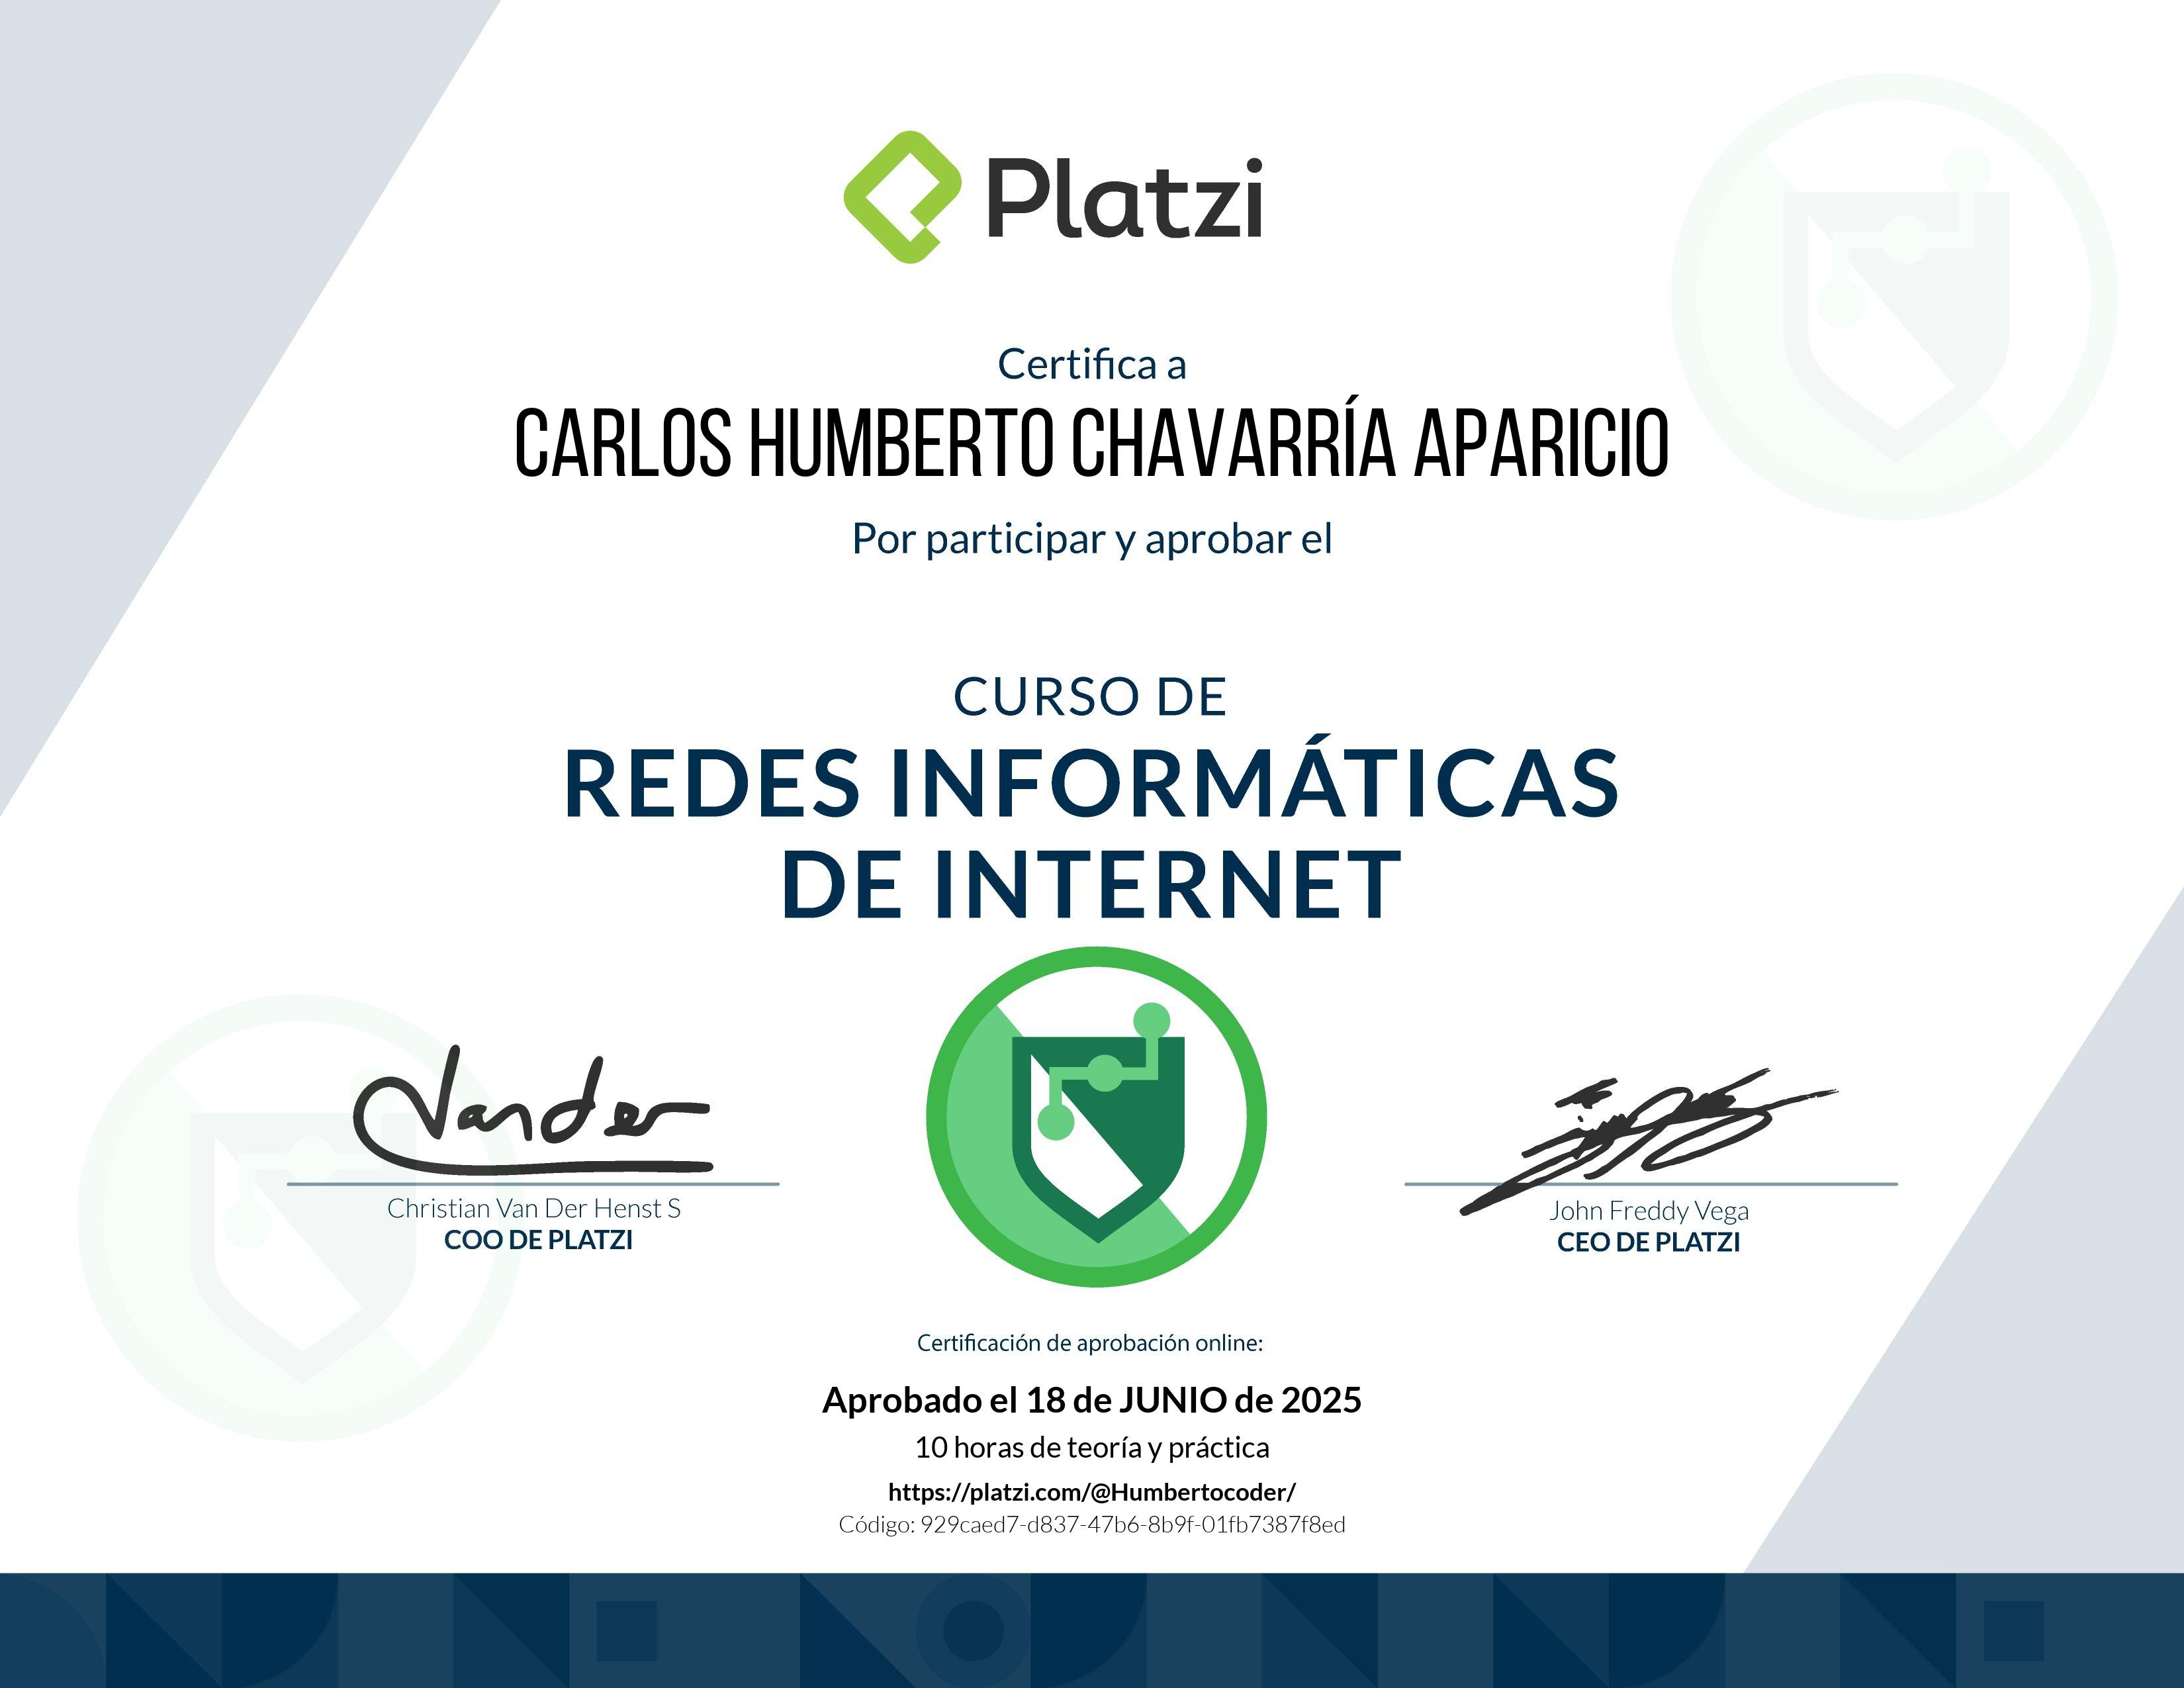 Platzi
Certifica a
CARLOS HUMBERTO CHAVARRÍA APARICIO
Por participar y aprobar el
CURSO DE
REDES INFORMÁTICAS
DE INTERNET
Vander
Christian Van Der Henst S
COO DE PLATZI
John Freddy Vega
CEO DE PLATZI
Certificación de aprobación online:
Aprobado el 18 de JUNIO de 2025
10 horas de teoría y práctica
https://platzi.com/@Humbertocoder/
Código: 929caed7-d837-47b6-8b9f-01fb7387f8ed